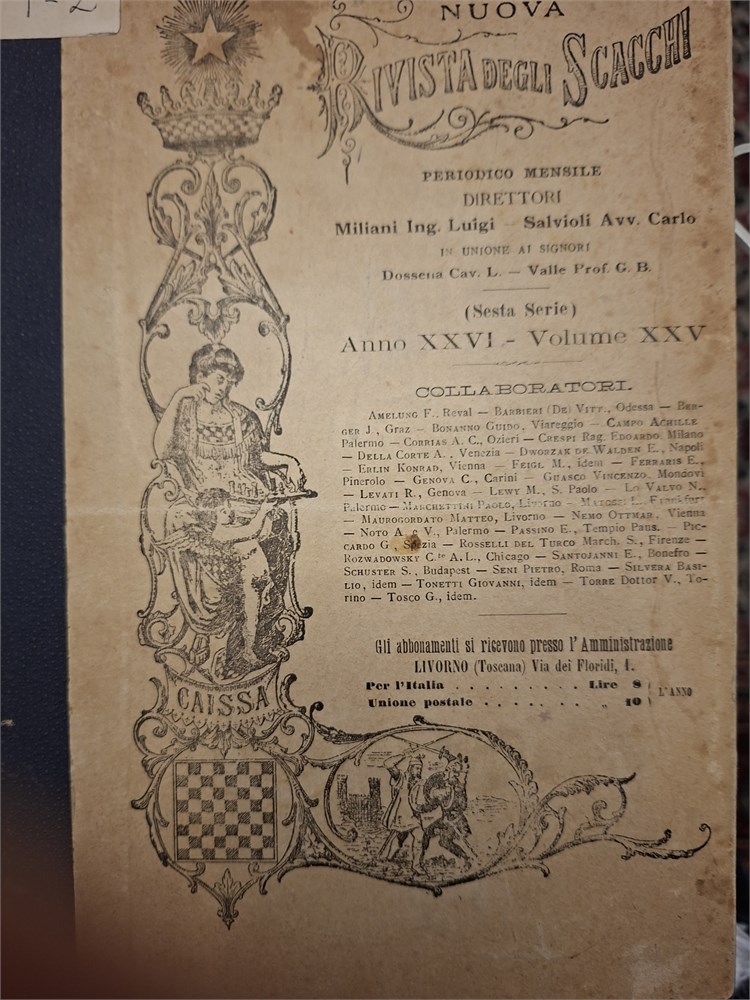 1-2
NUOVA
RIVISTA DEGLI SCACCHI
PERIODICO MENSILE
DIRETTORI
Miliani Ing. Luigi — Salvioli Avv. Carlo
IN UNIONE AI SIGNORI
Dossena Cav. L. — Valle Prof. G. B.
(Sesta Serie)
Anno XXVI - Volume XXV
COLLABORATORI.
AMELUNG F., Reval — BARBIERI (DE) VITT., Odessa — BER-
GER J., Graz — BONANNO GUIDO, Viareggio — CAMPO ACHILLE
Palermo — CORRIAS A. C., Ozieri — CRESPI Rag. EDOARDO Milano
— DELLA CORTE A., Venezia — DWORZAK DE WALDEN E., Napoli
— ERLIN KONRAD, Vienna — FEIGL M., idem — FERRARIS E.,
Pinerolo — GENOVA C., Carini — GUASCO VINCENZO, Mondovì
— LEVATI R., Genova — LEWY M., S. Paolo — LO VALVO N.,
Palermo — MARCHETTINI PAOLO, Livorno — L. Frankfurt
— MAUROGORDATO MATTEO, Livorno — NEMO OTTMAR, Vienna
— NOTO A. e V., Palermo — PASSINO E., Tempio Paus. — PIC-
CARDO G., Spezia — ROSSELLI DEL TURCO March. S., Firenze —
ROZWADOWSKY C.te A. L., Chicago — SANTOJANNI E., Bonefro —
SCHUSTER S., Budapest — SENI PIETRO, Roma — SILVERA BASI-
LIO, idem — TONETTI GIOVANNI, idem — TORRE Dottor V., To-
rino — TOSCO G., idem.
Gli abbonamenti si ricevono presso l'Amministrazione
LIVORNO (Toscana) Via dei Floridi, 1.
Per l'Italia . . . . . . . . Lire 8
Unione postale . . . . . . . „ 10
L'ANNO
CAISSA